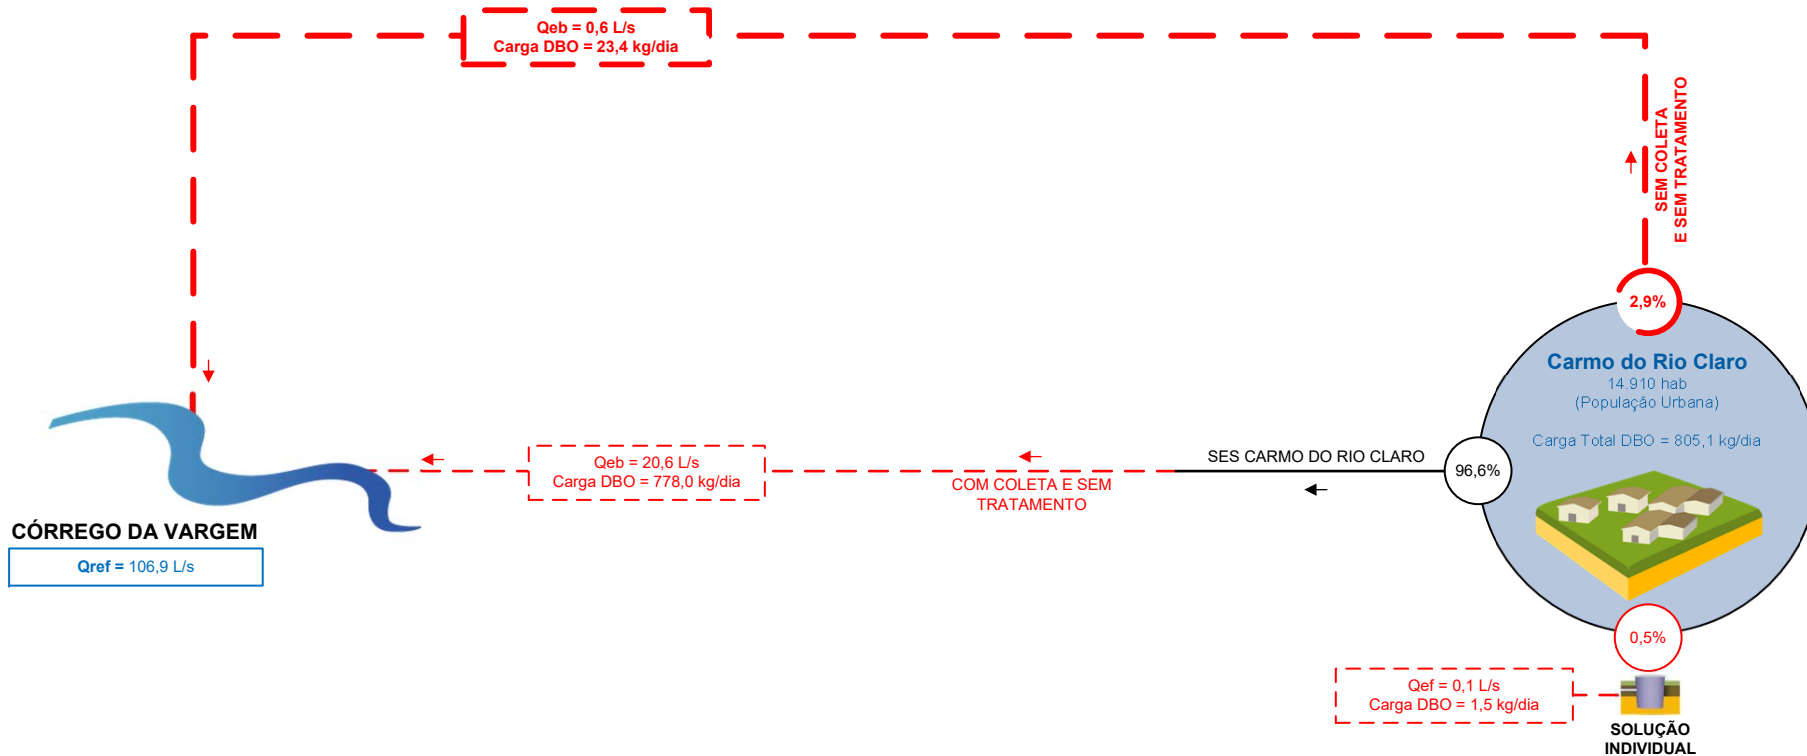 Qeb = 0,6 L/s
Carga DBO = 23,4 kg/dia
SEM COLETA
E SEM TRATAMENTO
2,9%
Carmo do Rio Claro
14.910 hab
(População Urbana)
Carga Total DBO = 805,1 kg/dia
96,6%
SES CARMO DO RIO CLARO
COM COLETA E SEM
TRATAMENTO
Qeb = 20,6 L/s
Carga DBO = 778,0 kg/dia
CÓRREGO DA VARGEM
Qref = 106,9 L/s
0,5%
Qef = 0,1 L/s
Carga DBO = 1,5 kg/dia
SOLUÇÃO
INDIVIDUAL